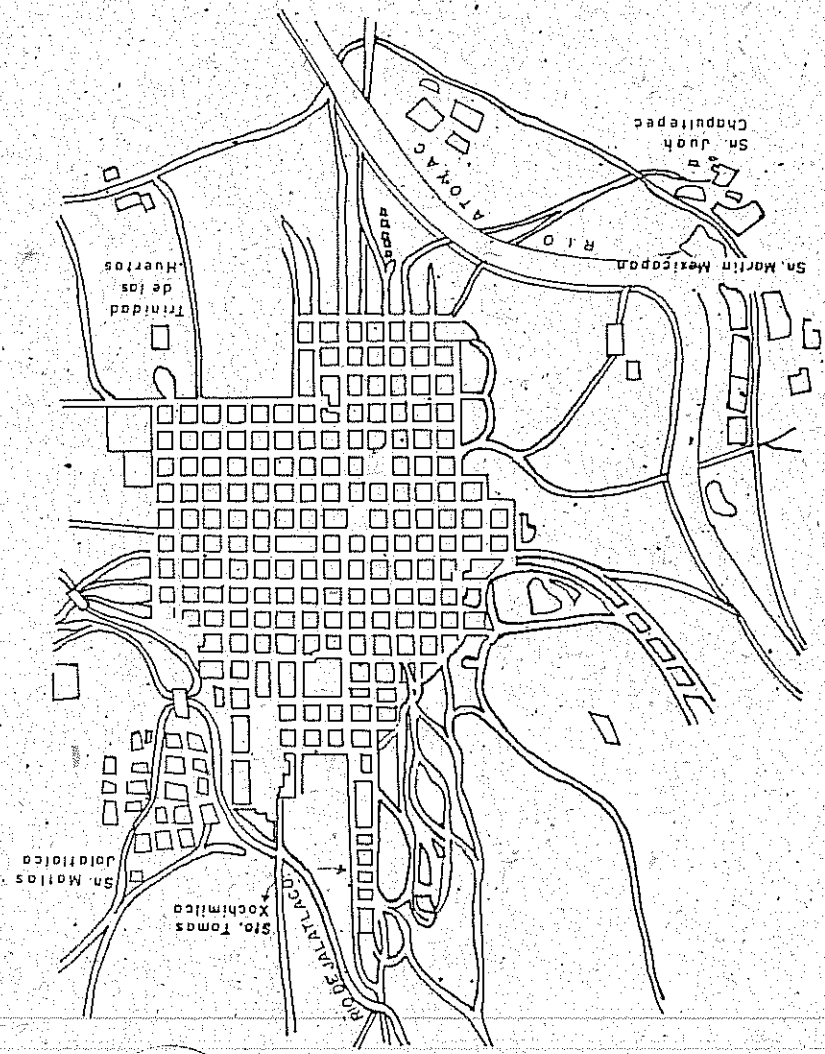 Sn. Juan
Chapultepec
ATOYAC
RIO
Sn. Martin Mexicapan
Trinidad
de las
Huertas
Sn. Matias
Jalatlaco
Sto. Tomas
Xochimilco
RIO DE JALATLACO